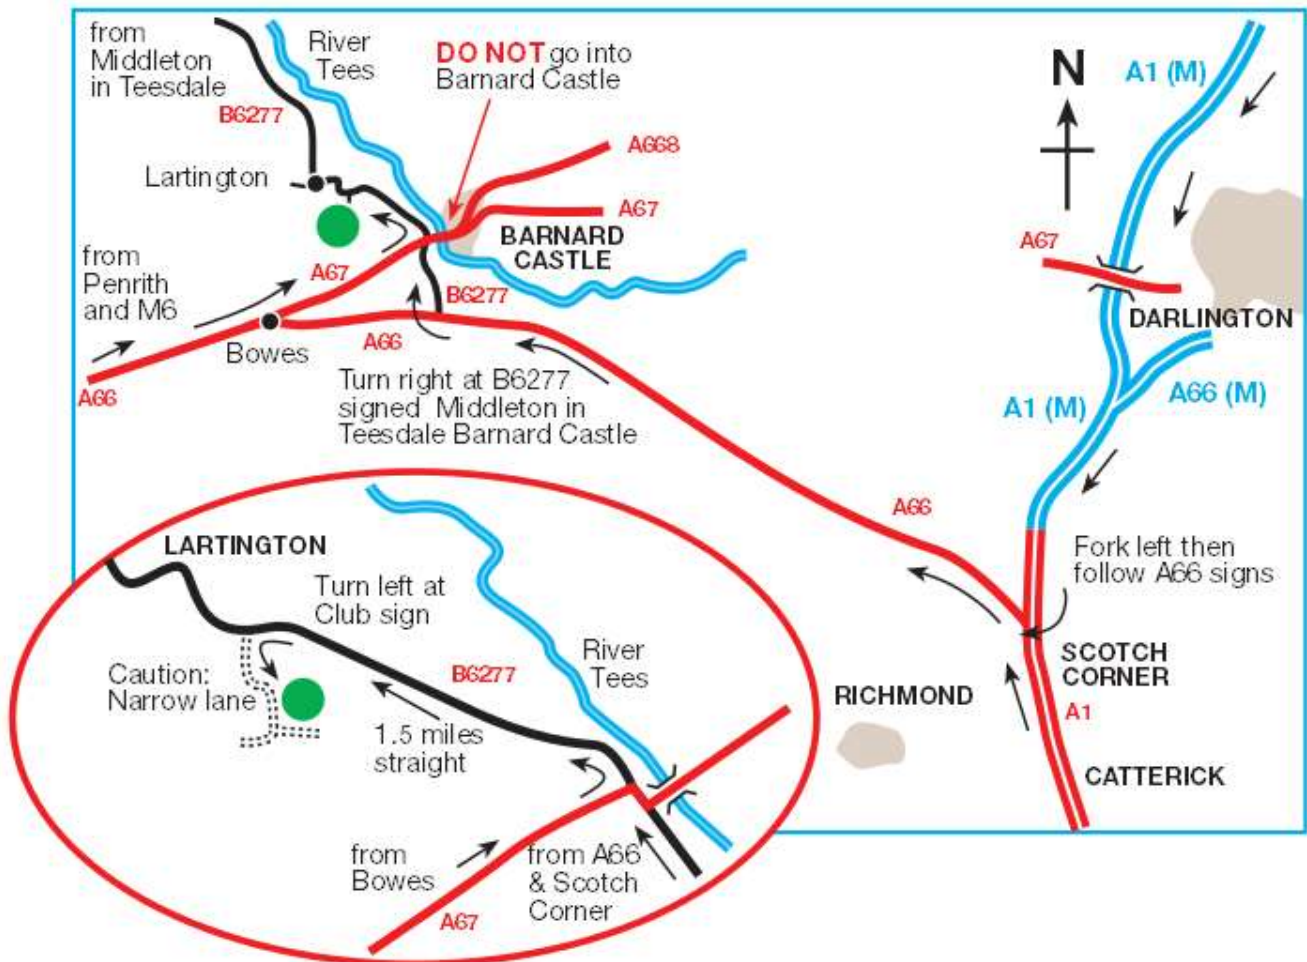 from
Middleton
in Teesdale
River
Tees
DO NOT go into
Barnard Castle
N
A1 (M)
B6277
A668
Lartington
A67
BARNARD
CASTLE
A67
from
Penrith
and M6
A67
B6277
DARLINGTON
Bowes
A66
A66
Turn right at B6277
signed Middleton in
Teesdale Barnard Castle
A1 (M)
A66 (M)
A66
Fork left then
follow A66 signs
LARTINGTON
Turn left at
Club sign
River
Tees
B6277
Caution:
Narrow lane
1.5 miles
straight
SCOTCH
CORNER
RICHMOND
A1
CATTERICK
from
Bowes
from A66
& Scotch
Corner
A67